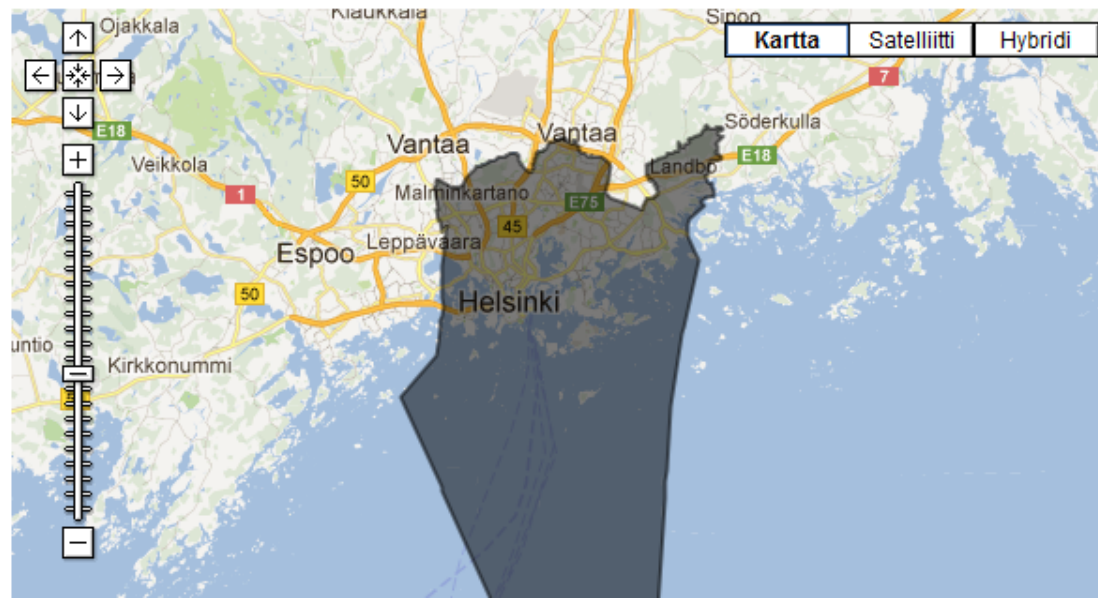 Klaukkala
Sipoo
Ojakkala
Kartta
Satelliitti
Hybridi
7
E18
Söderkulla
Vantaa
Vantaa
E18
Veikkola
Landbo
50
Malminkartano
1
E75
45
Espoo
Leppävaara
50
Helsinki
Kirkkonummi